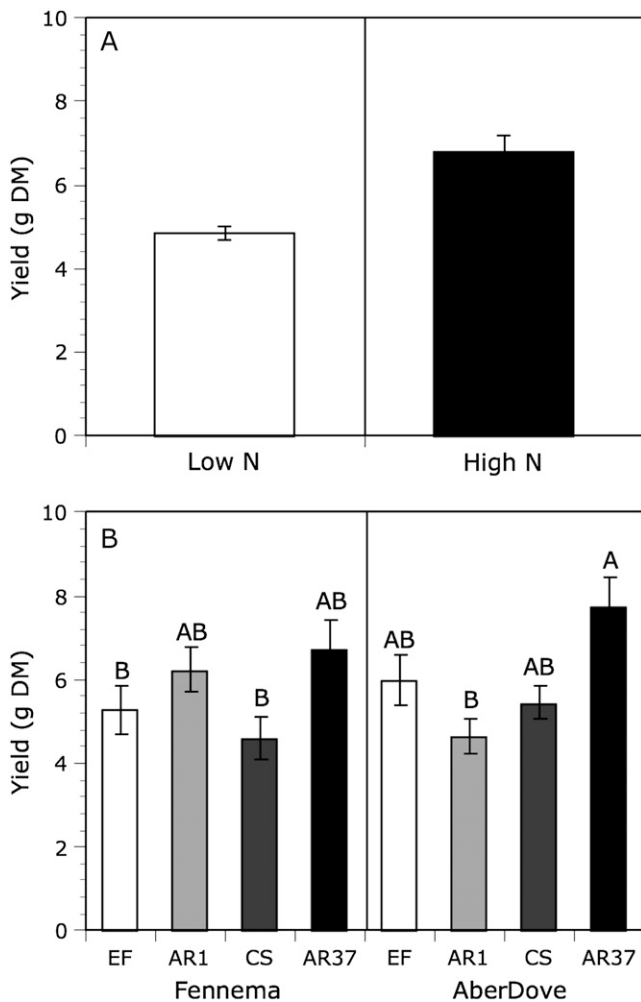 10
A
8
6
4
2
0
Yield (g DM)
Low N High N
10
B
8
6
4
2
0
Yield (g DM)
B AB B AB AB B AB A
EF AR1 CS AR37 EF AR1 CS AR37
Fennema AberDove